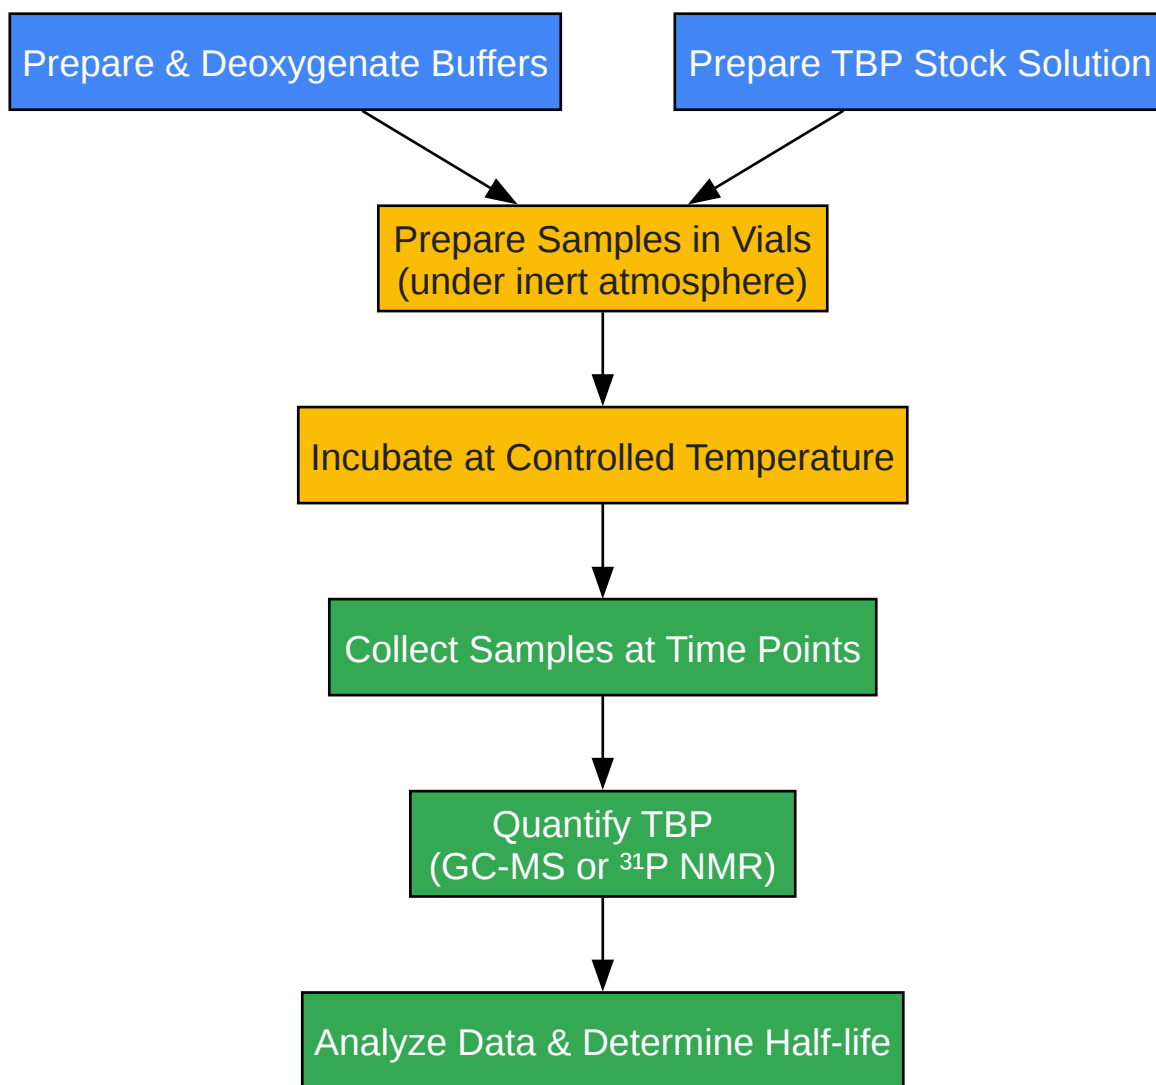 Prepare & Deoxygenate Buffers
Prepare TBP Stock Solution
Prepare Samples in Vials
(under inert atmosphere)
Incubate at Controlled Temperature
Collect Samples at Time Points
Quantify TBP
(GC-MS or ³¹P NMR)
Analyze Data & Determine Half-life